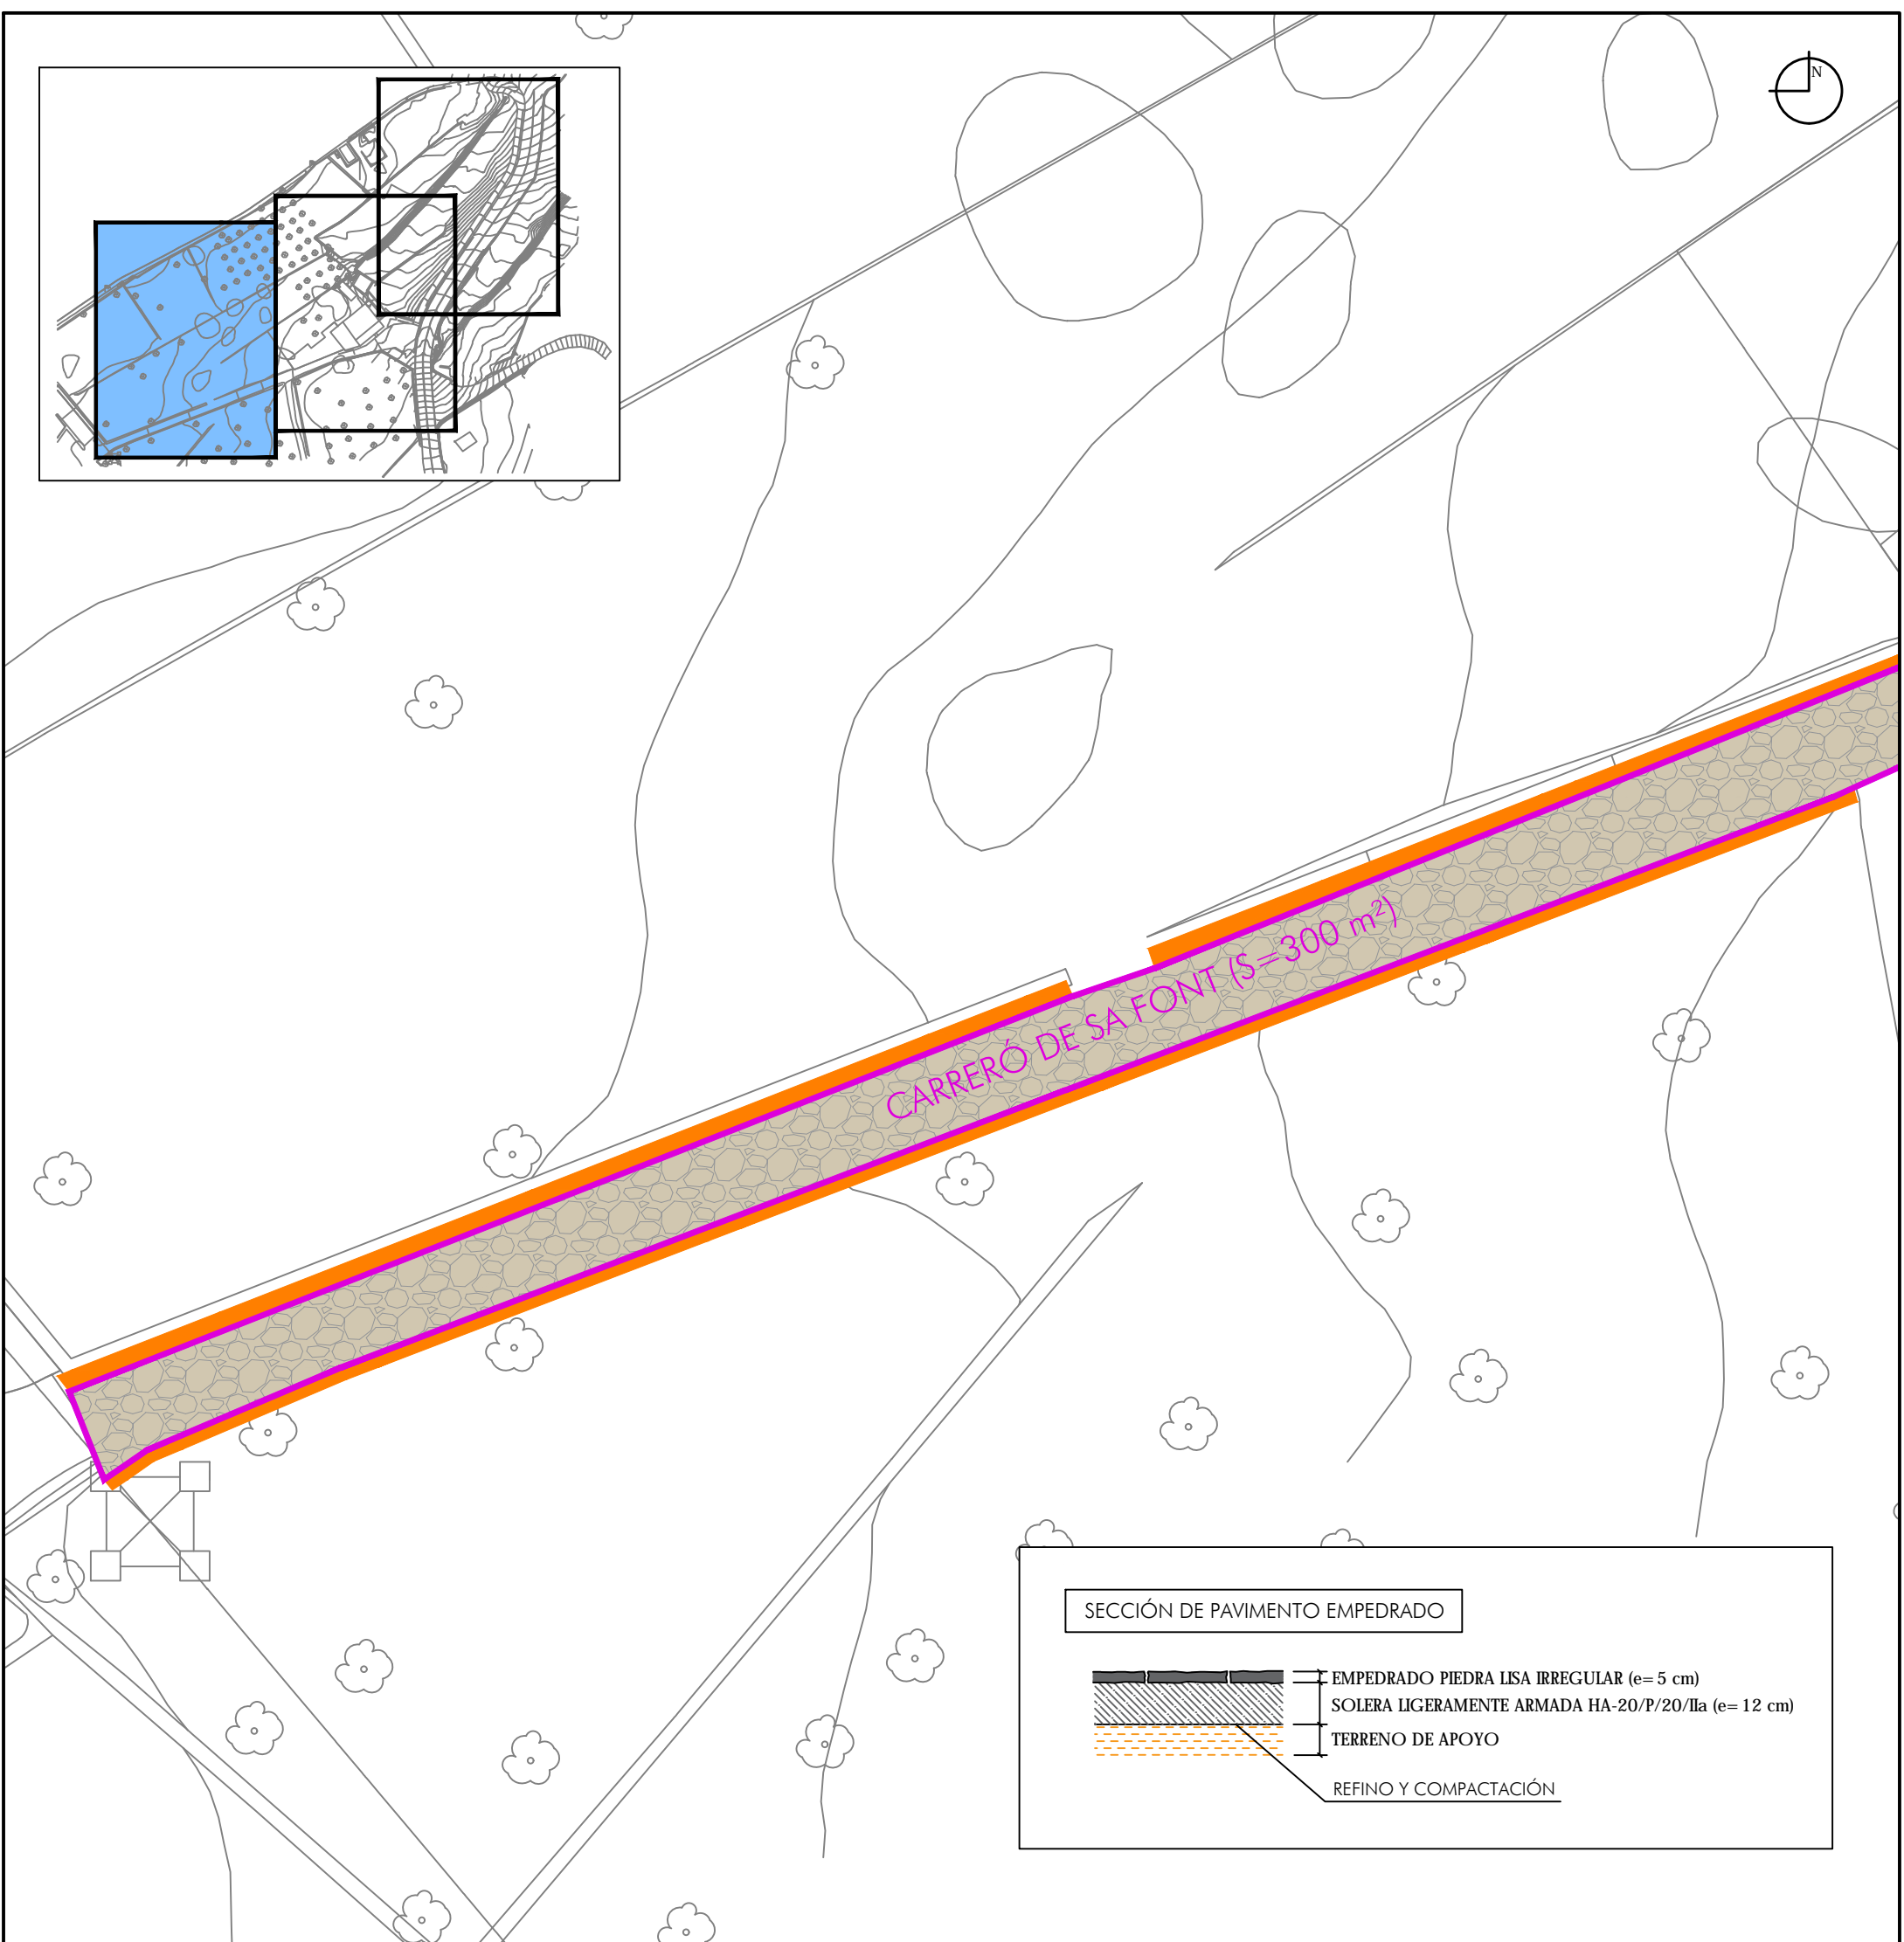 N
CARRERÓ DE SA FONT (S=300 m²)
SECCIÓN DE PAVIMENTO EMPEDRADO
EMPEDRADO PIEDRA LISA IRREGULAR (e= 5 cm)
SOLERA LIGERAMENTE ARMADA HA-20/P/20/IIa (e= 12 cm)
TERRENO DE APOYO
REFINO Y COMPACTACIÓN